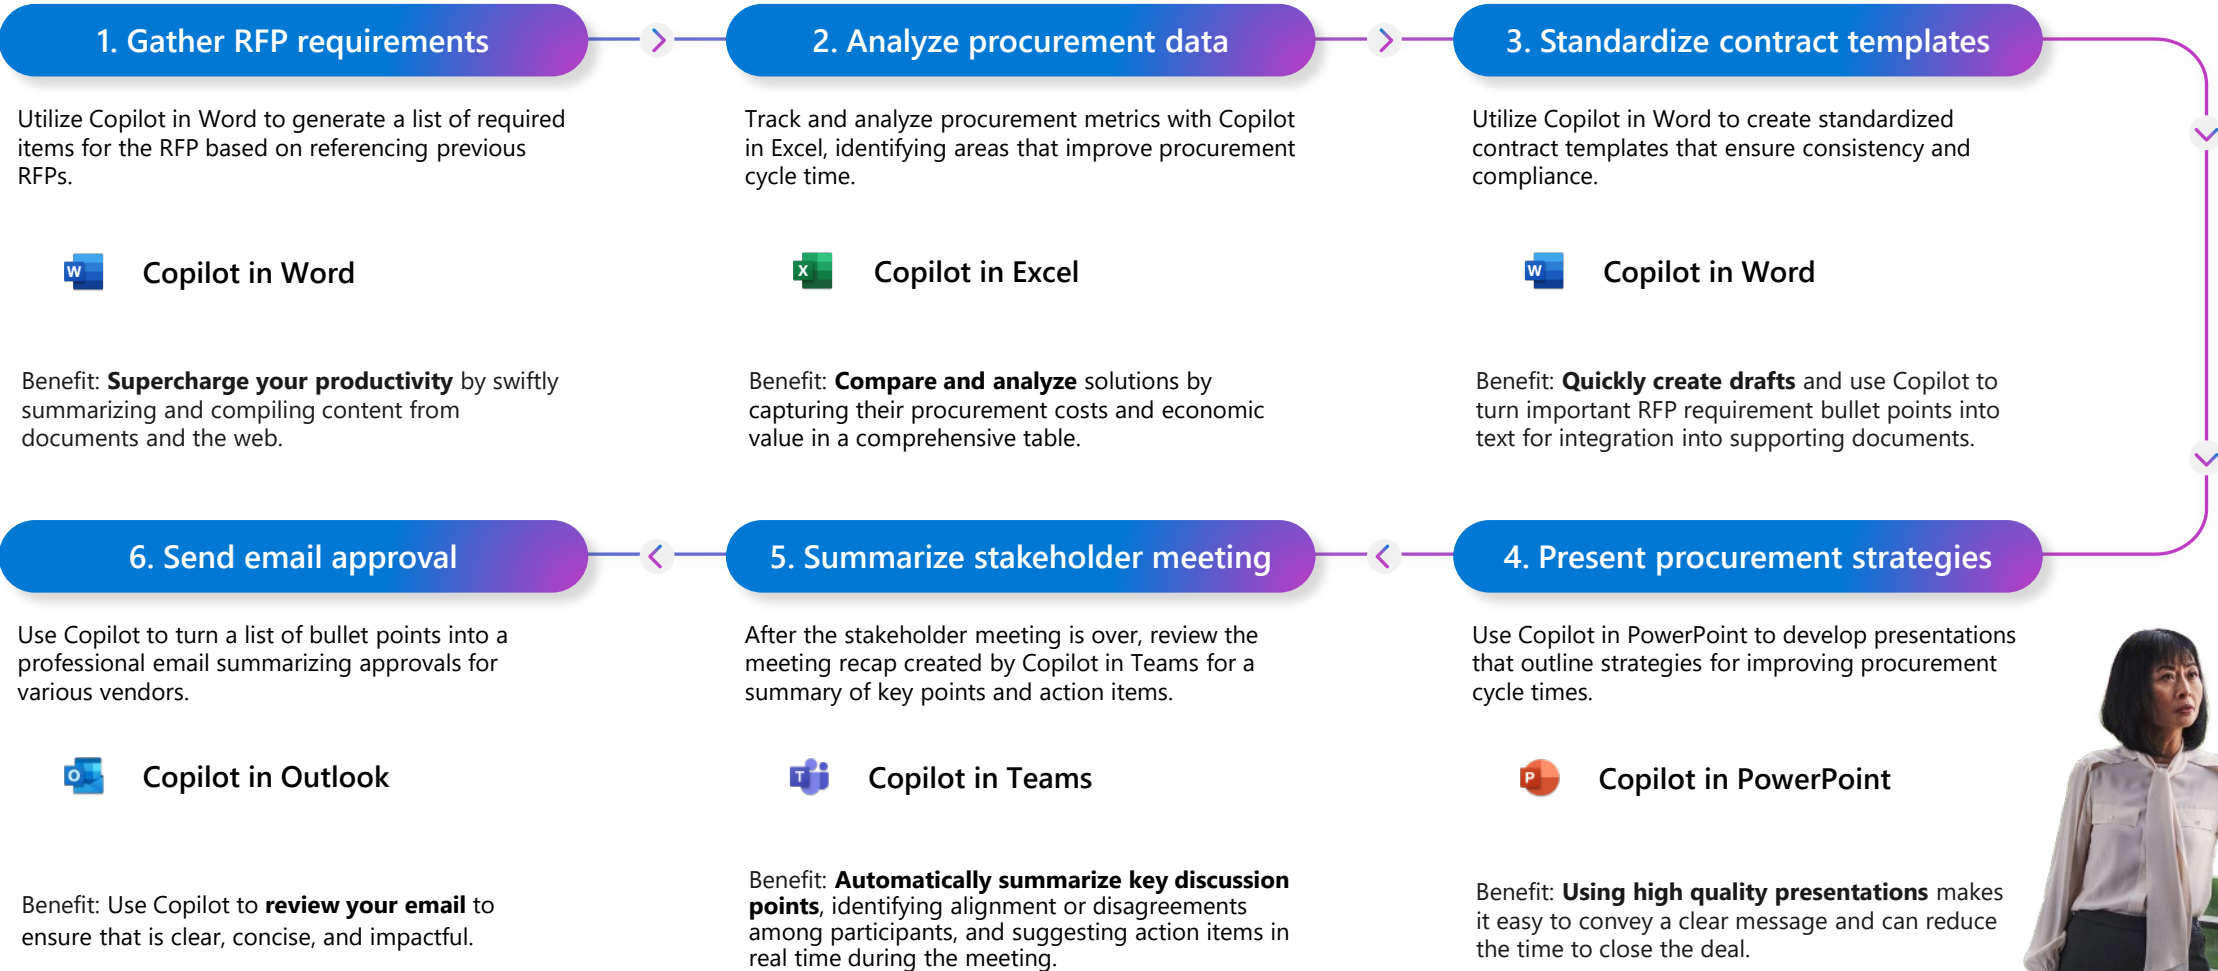 1. Gather RFP requirements
Utilize Copilot in Word to generate a list of required
items for the RFP based on referencing previous
RFPs.
W
Copilot in Word
Benefit: Supercharge your productivity by swiftly
summarizing and compiling content from
documents and the web.
2. Analyze procurement data
Track and analyze procurement metrics with Copilot
in Excel, identifying areas that improve procurement
cycle time.
X
Copilot in Excel
Benefit: Compare and analyze solutions by
capturing their procurement costs and economic
value in a comprehensive table.
3. Standardize contract templates
Utilize Copilot in Word to create standardized
contract templates that ensure consistency and
compliance.
W
Copilot in Word
Benefit: Quickly create drafts and use Copilot to
turn important RFP requirement bullet points into
text for integration into supporting documents.
4. Present procurement strategies
Use Copilot in PowerPoint to develop presentations
that outline strategies for improving procurement
cycle times.
P
Copilot in PowerPoint
Benefit: Using high quality presentations makes
it easy to convey a clear message and can reduce
the time to close the deal.
5. Summarize stakeholder meeting
After the stakeholder meeting is over, review the
meeting recap created by Copilot in Teams for a
summary of key points and action items.
T
Copilot in Teams
Benefit: Automatically summarize key discussion
points, identifying alignment or disagreements
among participants, and suggesting action items in
real time during the meeting.
6. Send email approval
Use Copilot to turn a list of bullet points into a
professional email summarizing approvals for
various vendors.
O
Copilot in Outlook
Benefit: Use Copilot to review your email to
ensure that is clear, concise, and impactful.